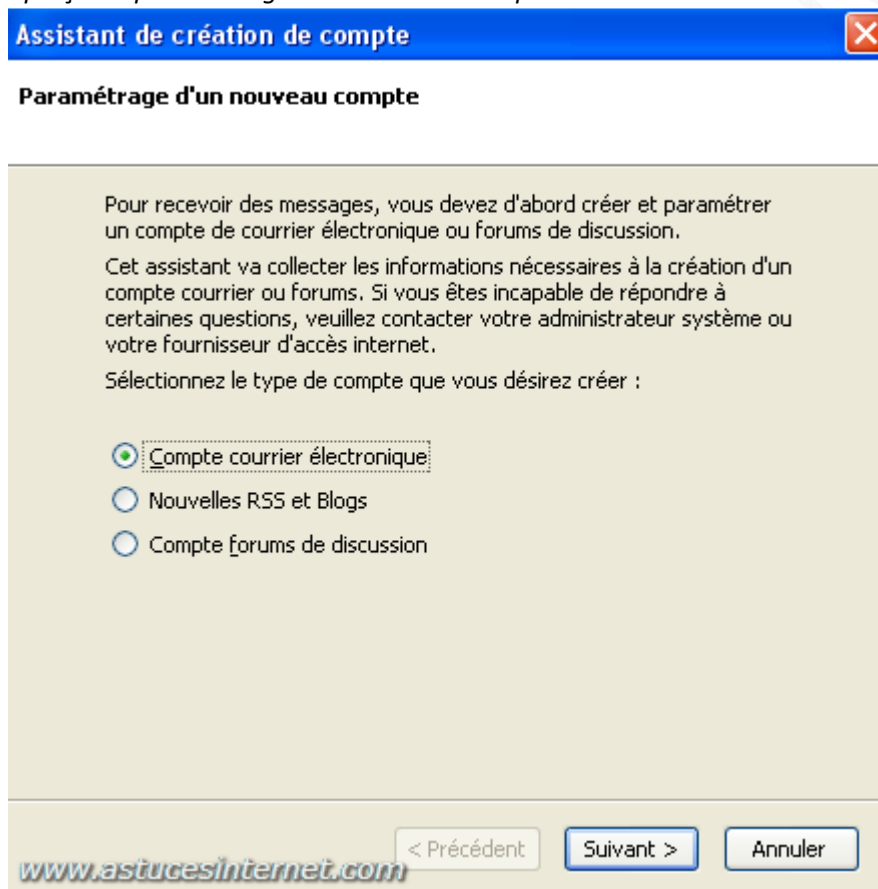 Assistant de création de compte
Paramétrage d'un nouveau compte
Pour recevoir des messages, vous devez d'abord créer et paramétrer
un compte de courrier électronique ou forums de discussion.
Cet assistant va collecter les informations nécessaires à la création d'un
compte courrier ou forums. Si vous êtes incapable de répondre à
certaines questions, veuillez contacter votre administrateur système ou
votre fournisseur d'accès internet.
Sélectionnez le type de compte que vous désirez créer :
Compte courrier électronique
Nouvelles RSS et Blogs
Compte forums de discussion
< Précédent Suivant > Annuler
www.astucesinternet.com